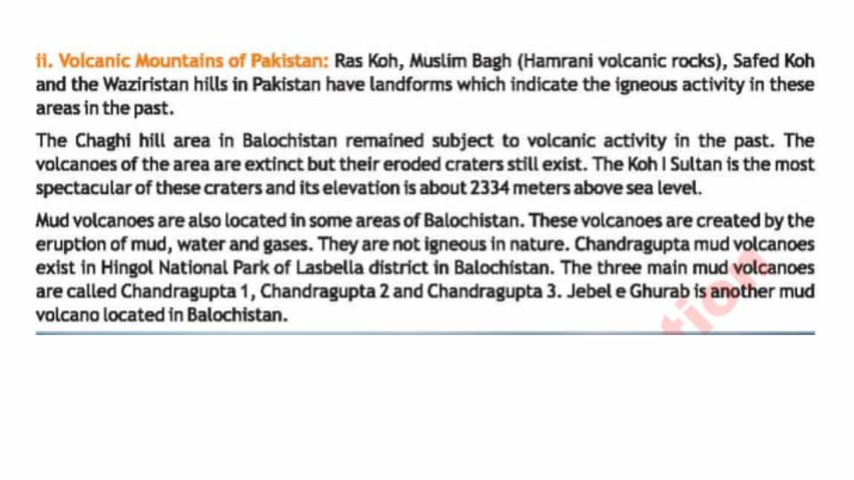 ii. Volcanic Mountains of Pakistan: Ras Koh, Muslim Bagh (Hamrani volcanic rocks), Safed Koh
and the Waziristan hills in Pakistan have landforms which indicate the igneous activity in these
areas in the past.
The Chaghi hill area in Balochistan remained subject to volcanic activity in the past. The
volcanoes of the area are extinct but their eroded craters still exist. The Koh I Sultan is the most
spectacular of these craters and its elevation is about 2334 meters above sea level.
Mud volcanoes are also located in some areas of Balochistan. These volcanoes are created by the
eruption of mud, water and gases. They are not igneous in nature. Chandragupta mud volcanoes
exist in Hingol National Park of Lasbella district in Balochistan. The three main mud volcanoes
are called Chandragupta 1, Chandragupta 2 and Chandragupta 3. Jebel e Ghurab is another mud
volcano located in Balochistan.
tion